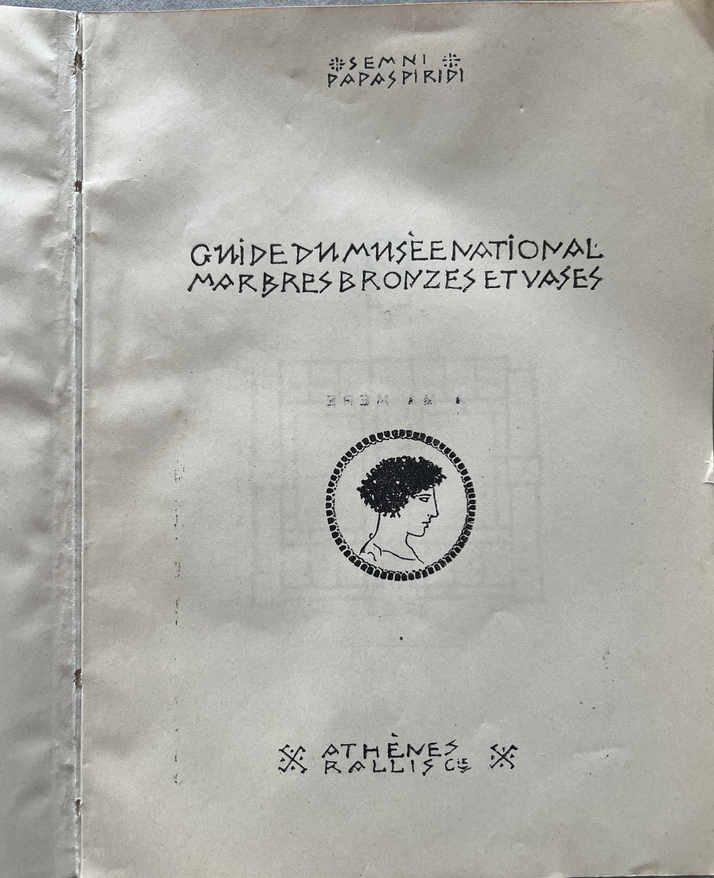 SEMNI
PAPASPIRIDI
GUIDE DU MUSÈE NATIONAL
MARBRES BRONZES ET VASES
ATHÈNES
RALLIS CIE